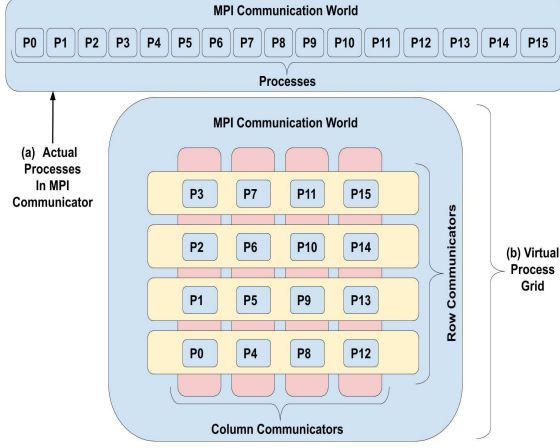 MPI Communication World
P0 P1 P2 P3 P4 P5 P6 P7 P8 P9 P10 P11 P12 P13 P14 P15
Processes
(a) Actual
Processes
In MPI
Communicator
MPI Communication World
P3 P7 P11 P15
P2 P6 P10 P14
P1 P5 P9 P13
P0 P4 P8 P12
Row Communicators
Column Communicators
(b) Virtual
Process
Grid